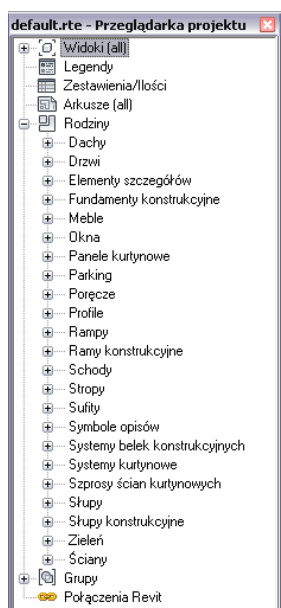 default.rte - Przeglądarka projektu
Widoki (all)
Legendy
Zestawienia/Ilości
Arkusze (all)
Rodziny
Dachy
Drzwi
Elementy szczegółów
Fundamenty konstrukcyjne
Meble
Okna
Panele kurtynowe
Parking
Poręcze
Profile
Rampy
Ramy konstrukcyjne
Schody
Stropy
Sufity
Symbole opisów
Systemy belek konstrukcyjnych
Systemy kurtynowe
Szprosy ścian kurtynowych
Słupy
Słupy konstrukcyjne
Zieleń
Ściany
Grupy
Połączenia Revit